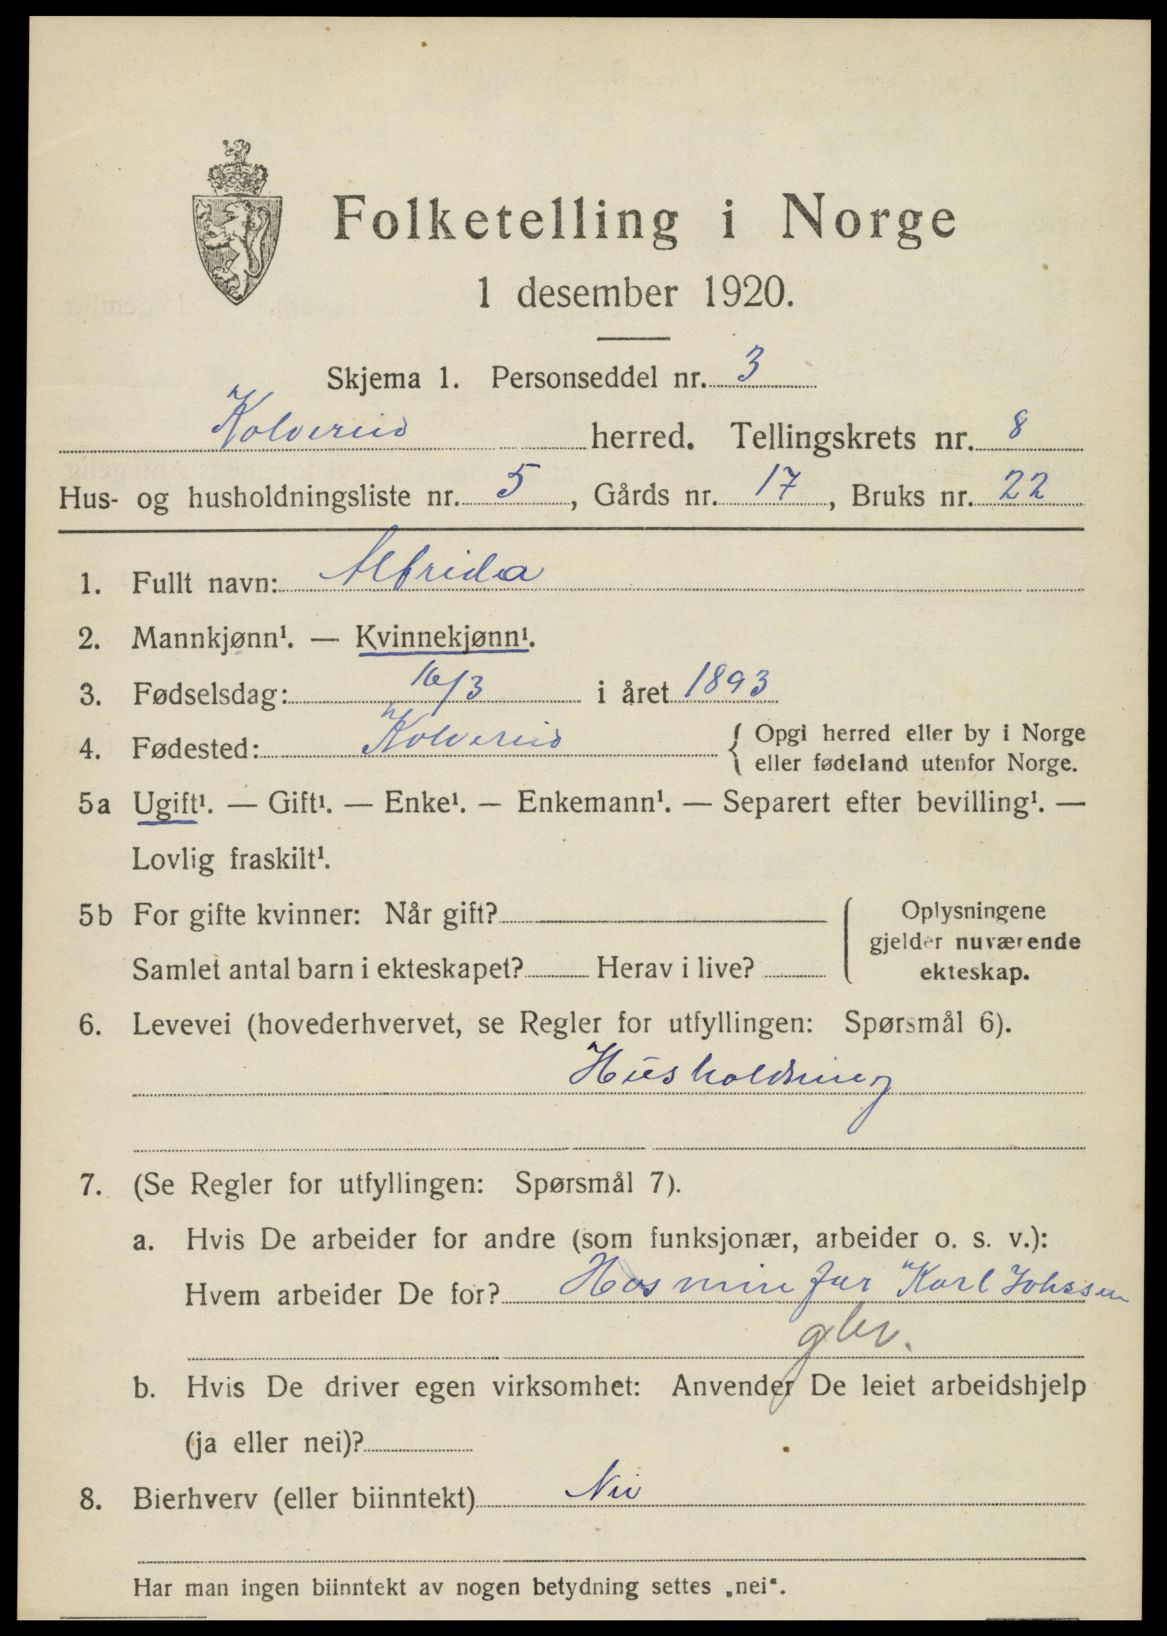 Folketelling i Norge
1 desember 1920.
Skjema 1. Personseddel nr. 3
Kolvereid herred. Tellingskrets nr. 8
Hus- og husholdningsliste nr. 5, Gårds nr. 17, Bruks nr. 22
1. Fullt navn: Alfrida
2. Mannkjønn¹. — Kvinnekjønn¹.
3. Fødselsdag: 16/3 i året 1893
4. Fødested: Kolvereid { Opgi herred eller by i Norge
eller fødeland utenfor Norge.
5a Ugift¹. — Gift¹. — Enke¹. — Enkemann¹. — Separert efter bevilling¹. —
Lovlig fraskilt¹.
5b For gifte kvinner: Når gift? { Oplysningene
gjelder nuværende
Samlet antal barn i ekteskapet? Herav i live? ekteskap.
6. Levevei (hovederhvervet, se Regler for utfyllingen: Spørsmål 6).
Husholdning
7. (Se Regler for utfyllingen: Spørsmål 7).
a. Hvis De arbeider for andre (som funksjonær, arbeider o. s. v.):
Hvem arbeider De for? Hos min far Karl Johnsen
gbr.
b. Hvis De driver egen virksomhet: Anvender De leiet arbeidshjelp
(ja eller nei)?
8. Bierhverv (eller biinntekt) Nei
Har man ingen biinntekt av nogen betydning settes „nei“.